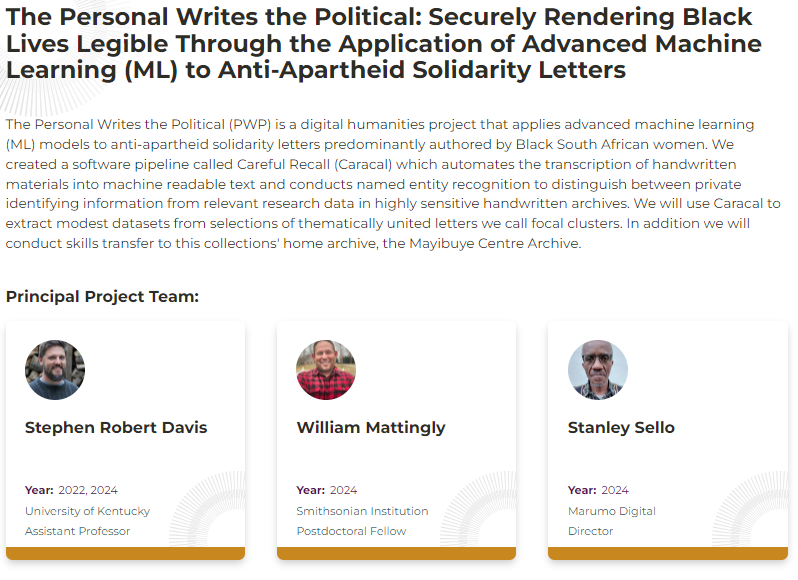 The Personal Writes the Political: Securely Rendering Black
Lives Legible Through the Application of Advanced Machine
Learning (ML) to Anti-Apartheid Solidarity Letters
The Personal Writes the Political (PWP) is a digital humanities project that applies advanced machine learning
(ML) models to anti-apartheid solidarity letters predominantly authored by Black South African women. We
created a software pipeline called Careful Recall (Caracal) which automates the transcription of handwritten
materials into machine readable text and conducts named entity recognition to distinguish between private
identifying information from relevant research data in highly sensitive handwritten archives. We will use Caracal to
extract modest datasets from selections of thematically united letters we call focal clusters. In addition we will
conduct skills transfer to this collections' home archive, the Mayibuye Centre Archive.
Principal Project Team:
Stephen Robert Davis
Year: 2022, 2024
University of Kentucky
Assistant Professor
William Mattingly
Year: 2024
Smithsonian Institution
Postdoctoral Fellow
Stanley Sello
Year: 2024
Marumo Digital
Director